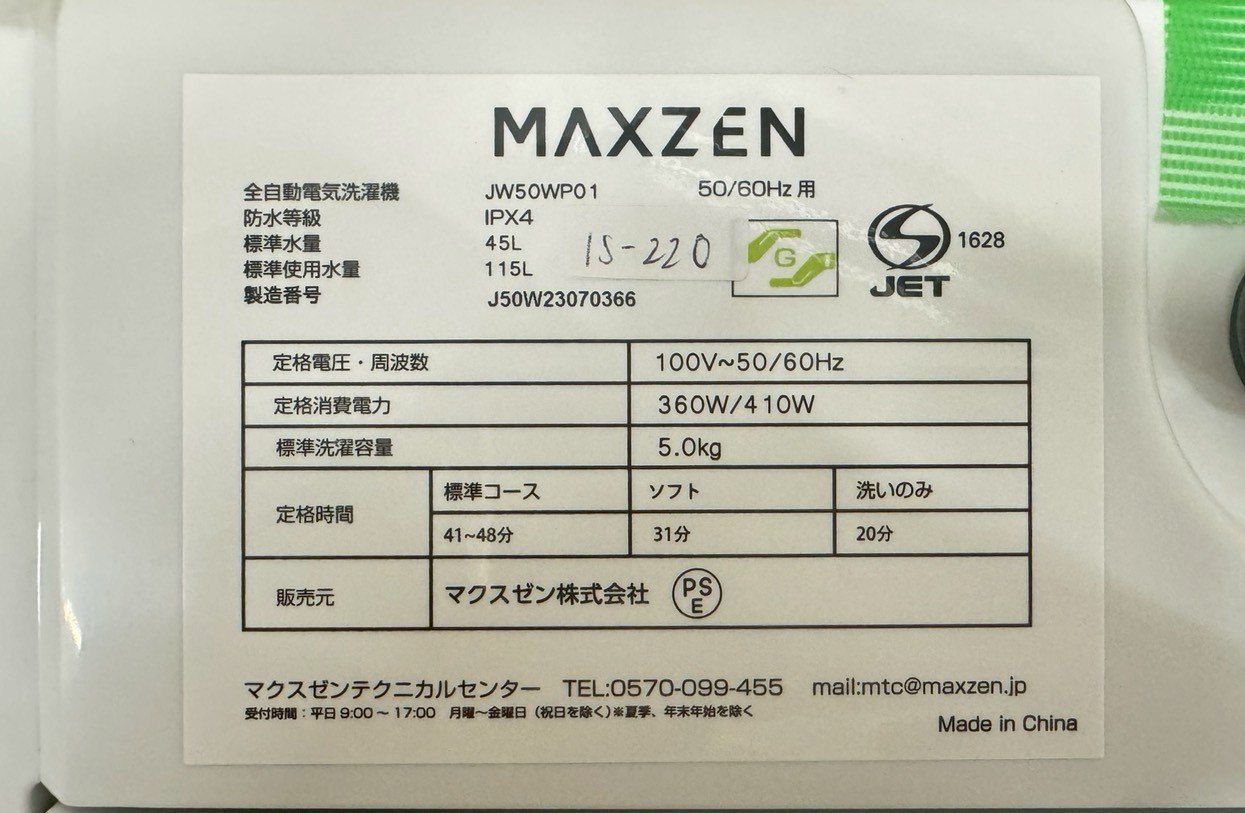 MAXZEN
全自動電気洗濯機 JW50WP01 50/60Hz用
防水等級 IPX4
標準水量 45L
標準使用水量 115L
製造番号 J50W23070366
IS-220
G
JET 1628
定格電圧・周波数 100V~50/60Hz
定格消費電力 360W/410W
標準洗濯容量 5.0kg
定格時間 標準コース ソフト 洗いのみ
41~48分 31分 20分
販売元 マクスゼン株式会社 PSE
マクスゼンテクニカルセンター TEL:0570-099-455 mail:mtc@maxzen.jp
受付時間:平日9:00~17:00 月曜~金曜日(祝日を除く)※夏季、年末年始を除く
Made in China